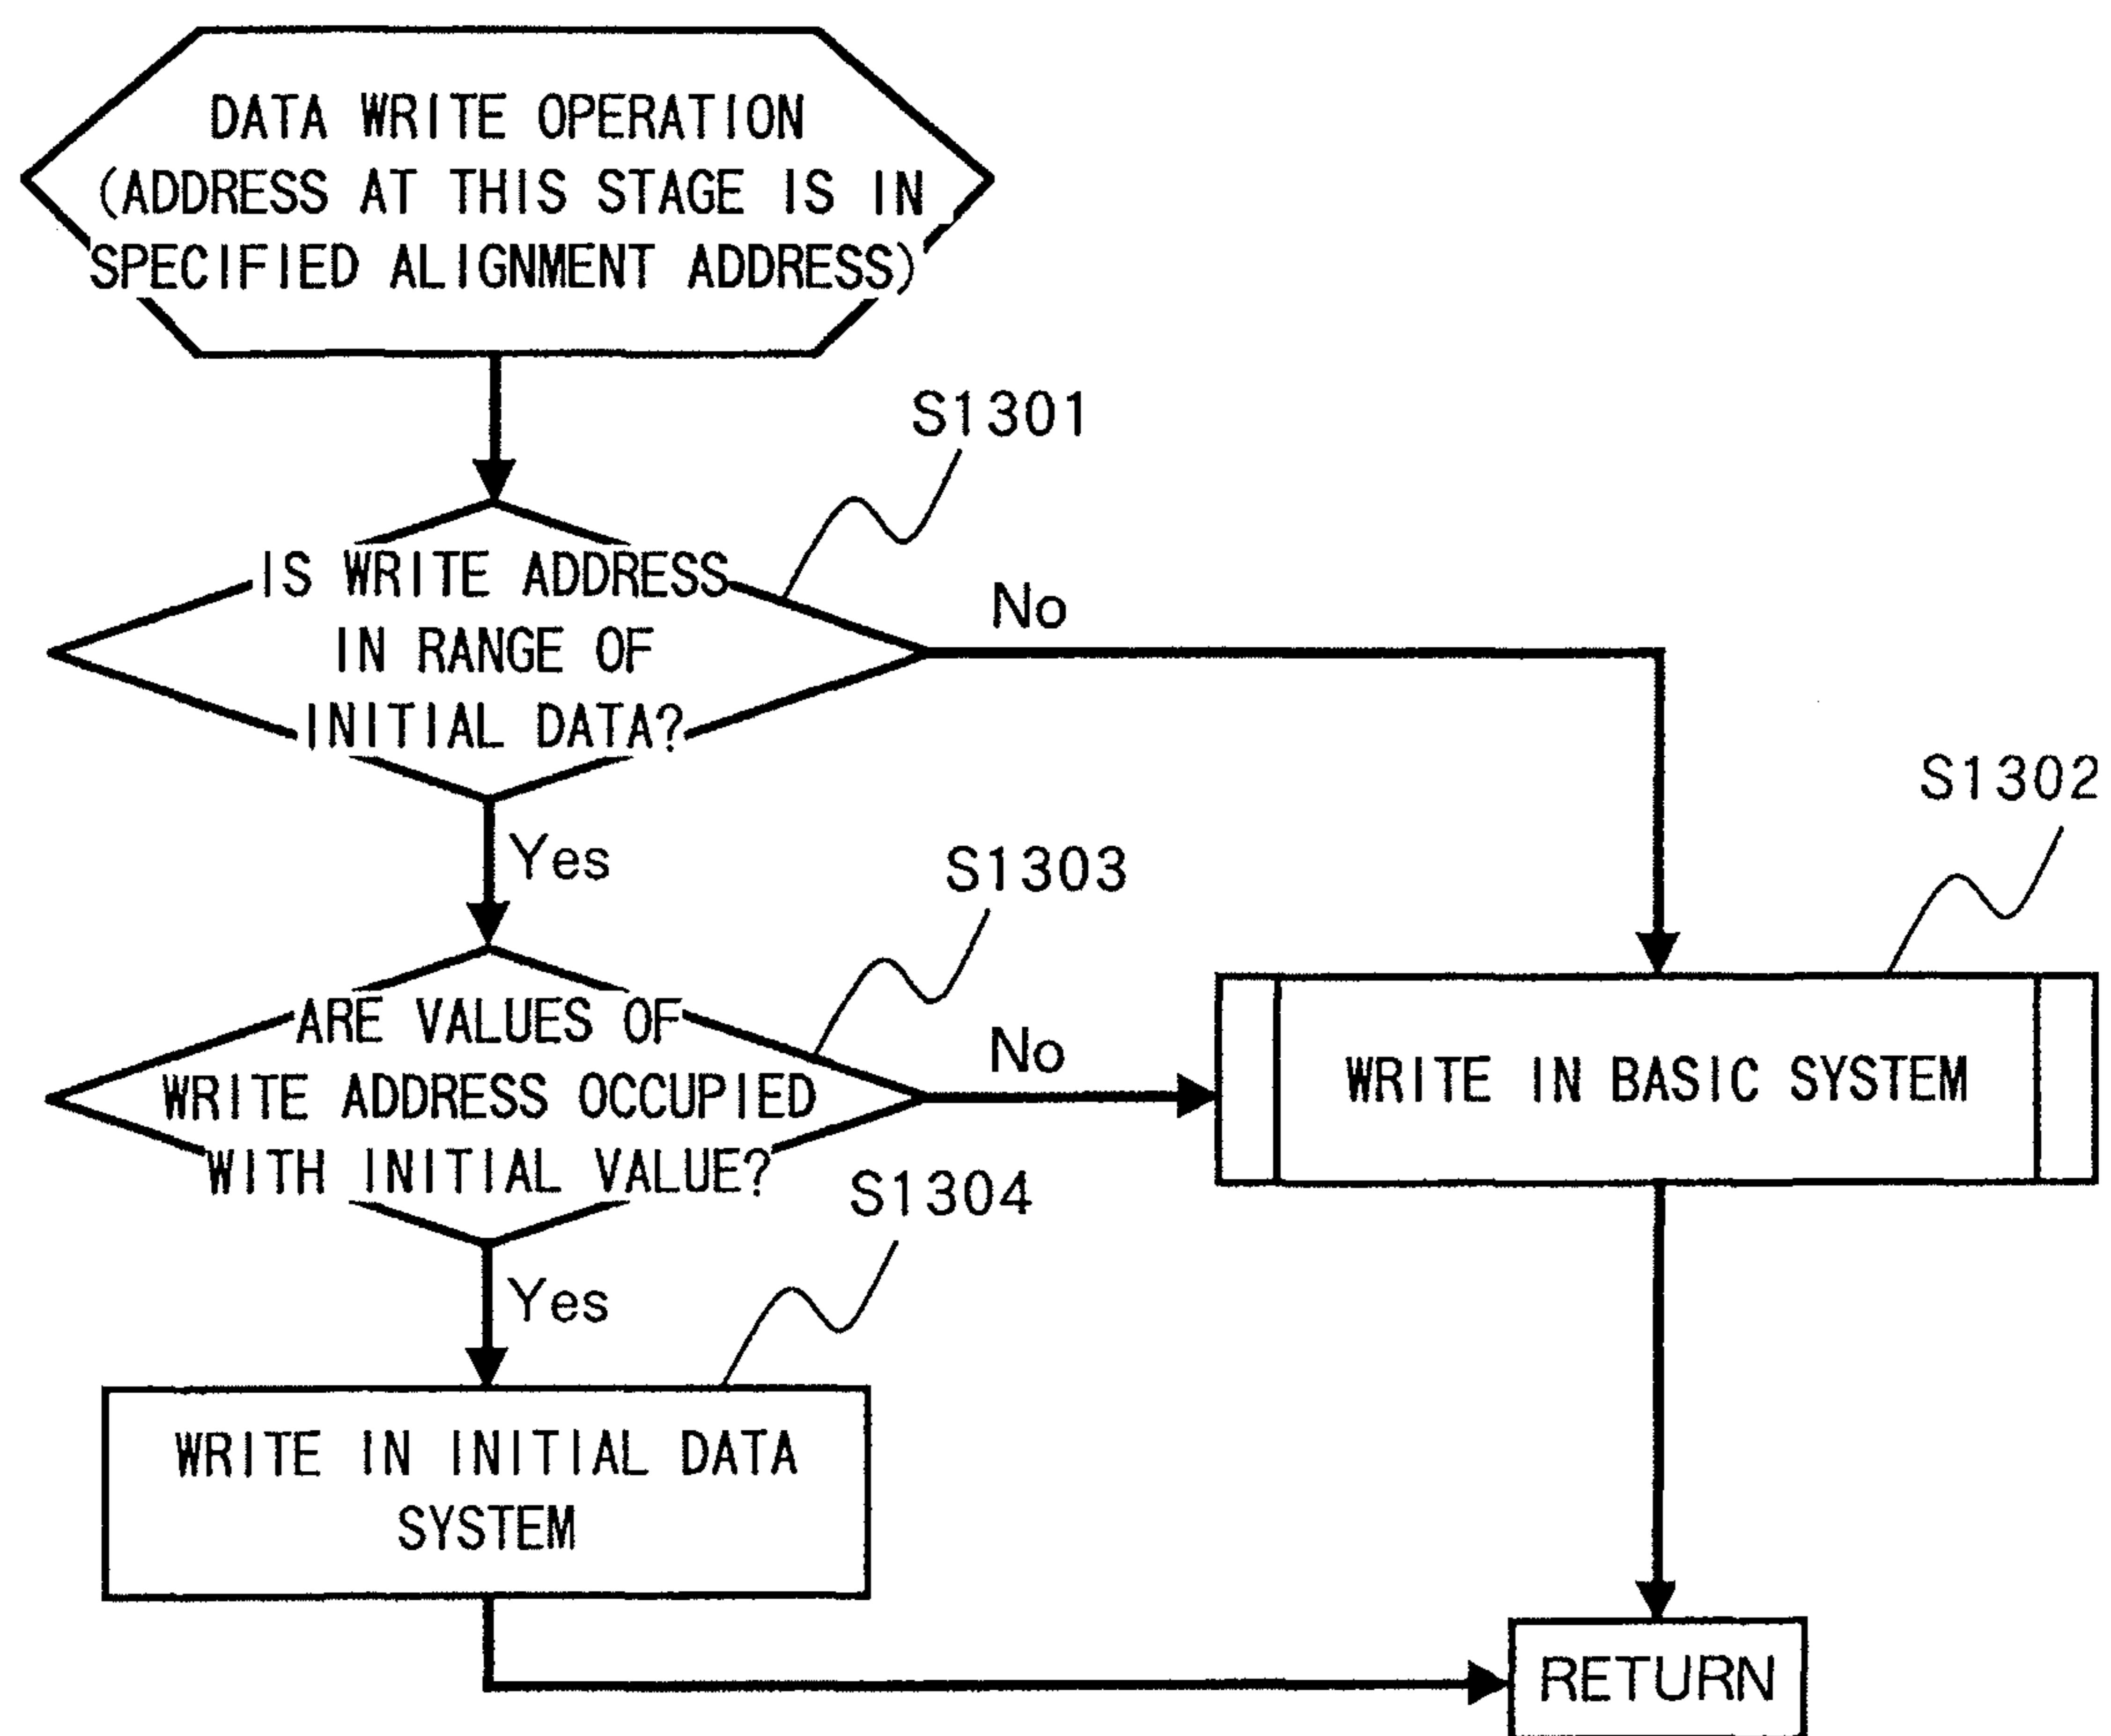 DATA WRITE OPERATION
(ADDRESS AT THIS STAGE IS IN
SPECIFIED ALIGNMENT ADDRESS)
S1301
IS WRITE ADDRESS
IN RANGE OF
INITIAL DATA?
No
Yes
S1302
S1303
ARE VALUES OF
WRITE ADDRESS OCCUPIED
WITH INITIAL VALUE?
No
WRITE IN BASIC SYSTEM
Yes
S1304
WRITE IN INITIAL DATA
SYSTEM
RETURN